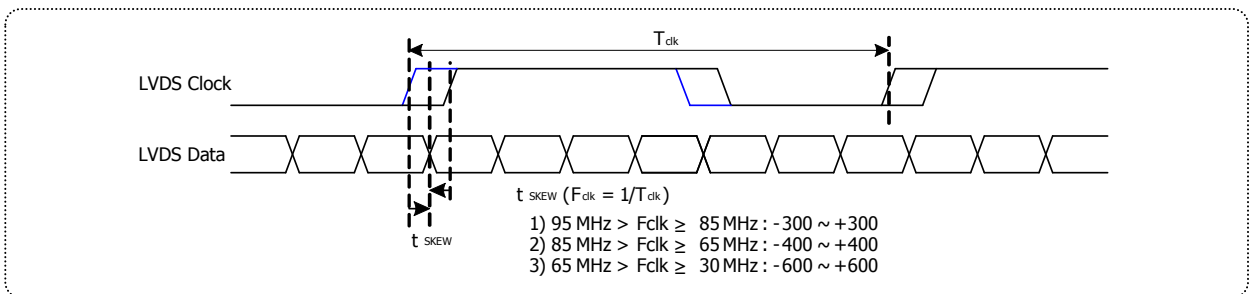 Tclk
LVDS Clock
LVDS Data
t SKEW (Fclk = 1/Tclk)
1) 95 MHz > Fclk ≥ 85 MHz : -300 ~ +300
t SKEW
2) 85 MHz > Fclk ≥ 65 MHz : -400 ~ +400
3) 65 MHz > Fclk ≥ 30 MHz : -600 ~ +600